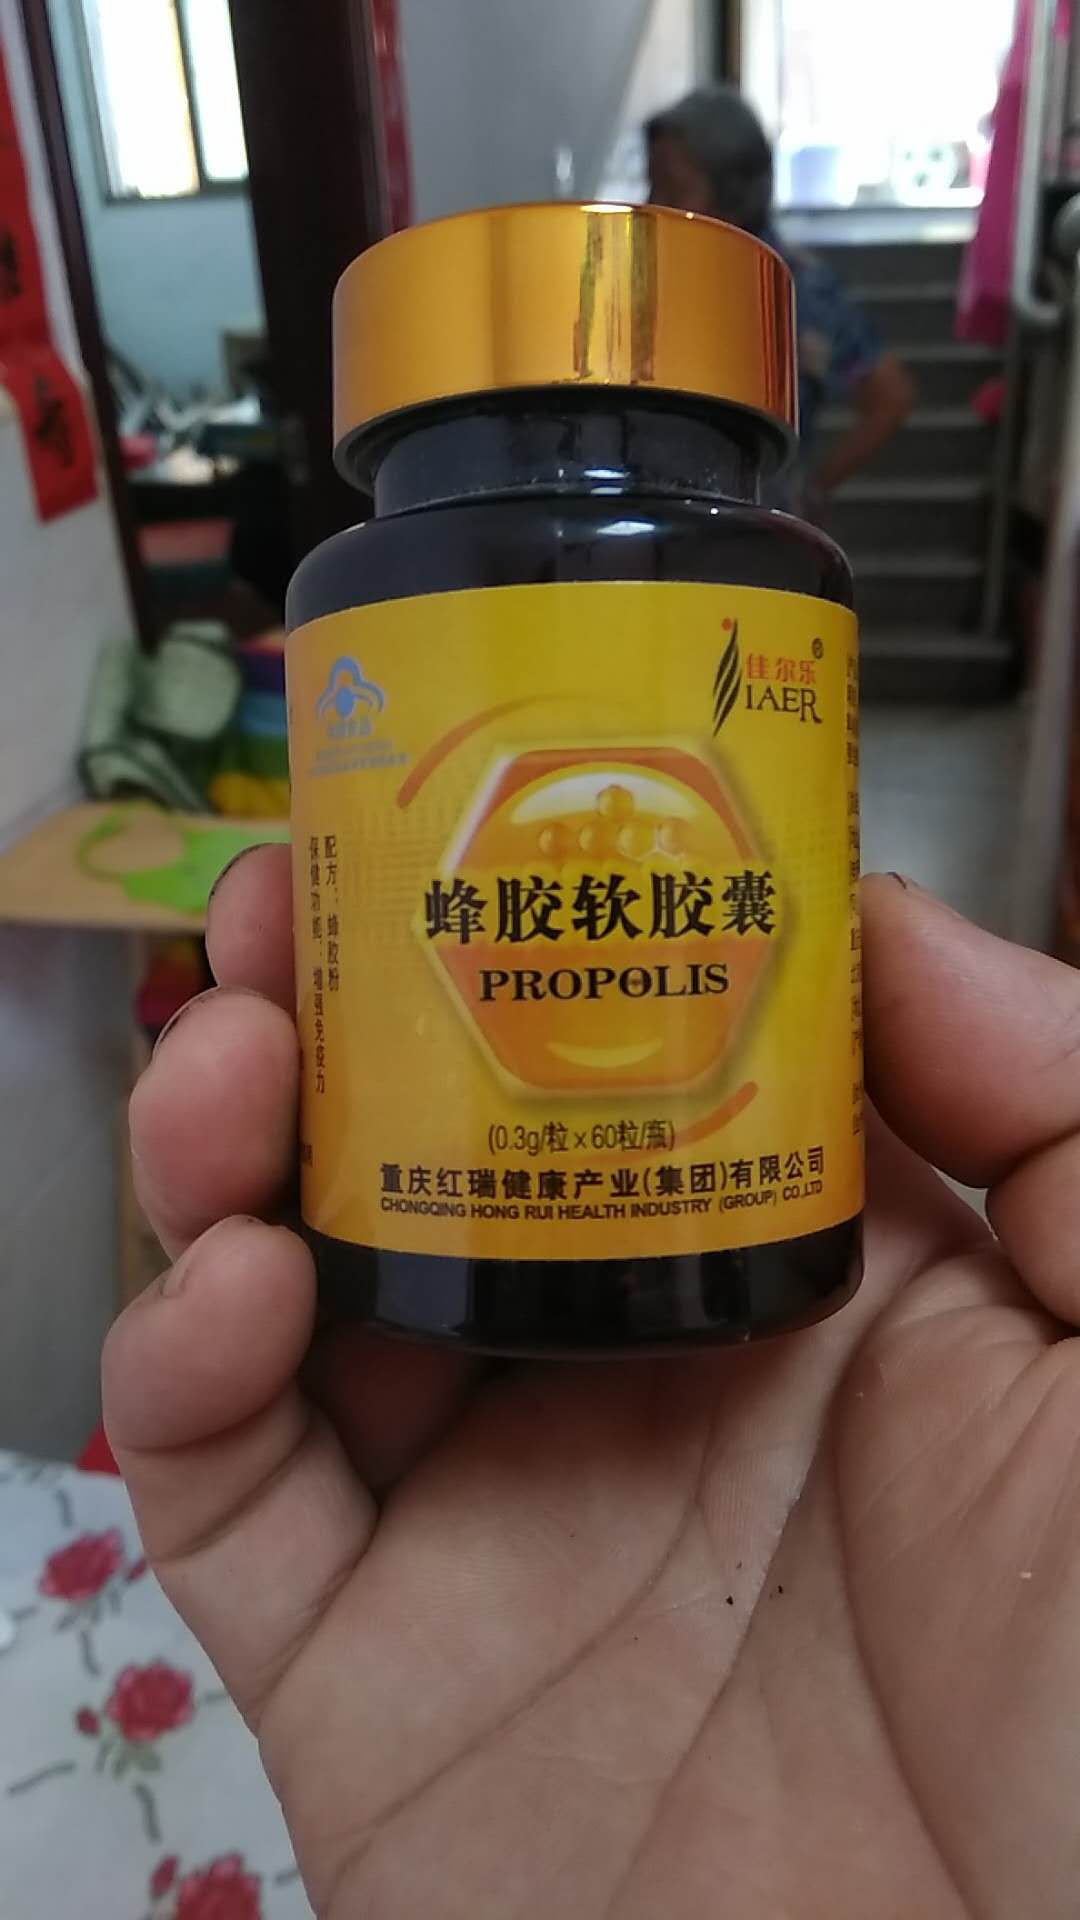 佳尔乐®
JIAER
蜂胶软胶囊
PROPOLIS
配方：蜂胶粉
保健功能：增强免疫力
(0.3g/粒×60粒/瓶)
重庆红瑞健康产业(集团)有限公司
CHONGQING HONG RUI HEALTH INDUSTRY (GROUP) CO.,LTD